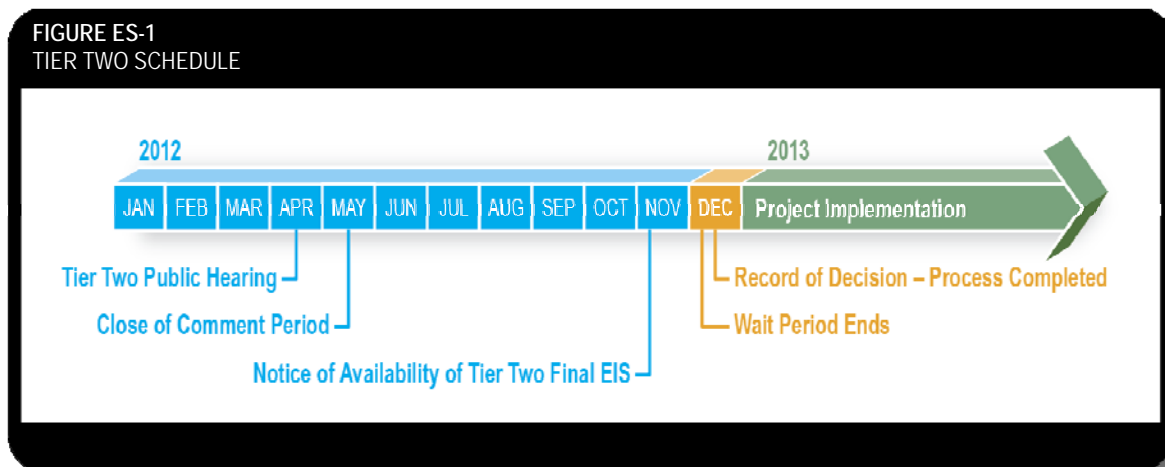 FIGURE ES-1
TIER TWO SCHEDULE
2012 2013
JAN FEB MAR APR MAY JUN JUL AUG SEP OCT NOV DEC Project Implementation
Tier Two Public Hearing Record of Decision – Process Completed
Close of Comment Period Wait Period Ends
Notice of Availability of Tier Two Final EIS